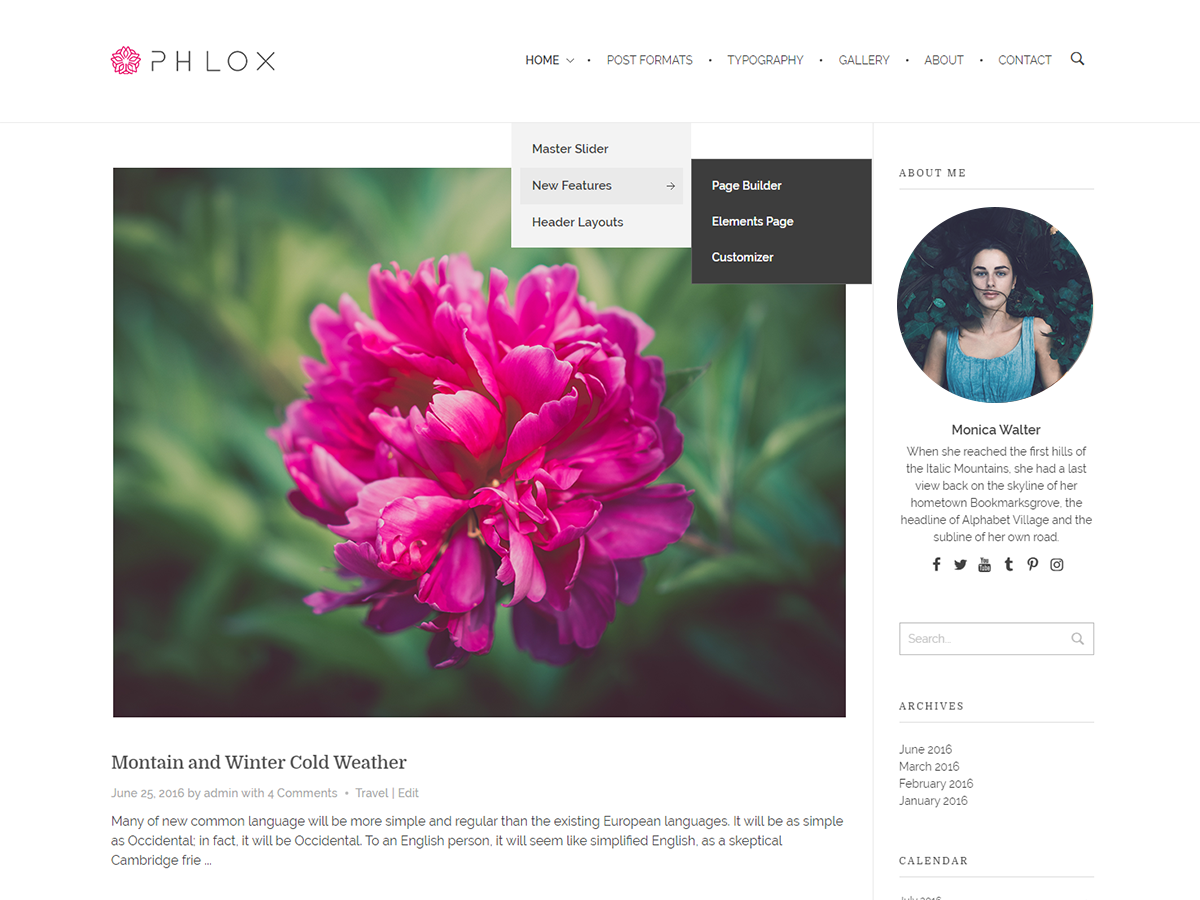 PHLOX
HOME • POST FORMATS • TYPOGRAPHY • GALLERY • ABOUT • CONTACT
Master Slider
New Features
Header Layouts
Page Builder
Elements Page
Customizer
Montain and Winter Cold Weather
June 25, 2016 by admin with 4 Comments • Travel | Edit
Many of new common language will be more simple and regular than the existing European languages. It will be as simple
as Occidental; in fact, it will be Occidental. To an English person, it will seem like simplified English, as a skeptical
Cambridge frie ...
ABOUT ME
Monica Walter
When she reached the first hills of
the Italic Mountains, she had a last
view back on the skyline of her
hometown Bookmarksgrove, the
headline of Alphabet Village and the
subline of her own road.
Search...
ARCHIVES
June 2016
March 2016
February 2016
January 2016
CALENDAR
July 2016